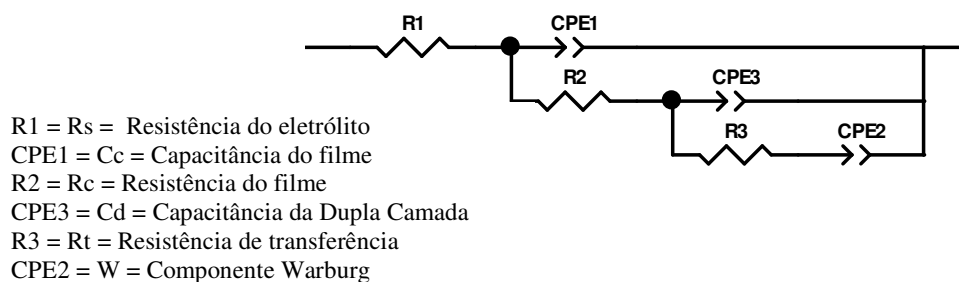 R1
CPE1
R2
CPE3
R3
CPE2
R1 = Rs = Resistência do eletrólito
CPE1 = Cc = Capacitância do filme
R2 = Rc = Resistência do filme
CPE3 = Cd = Capacitância da Dupla Camada
R3 = Rt = Resistência de transferência
CPE2 = W = Componente Warburg